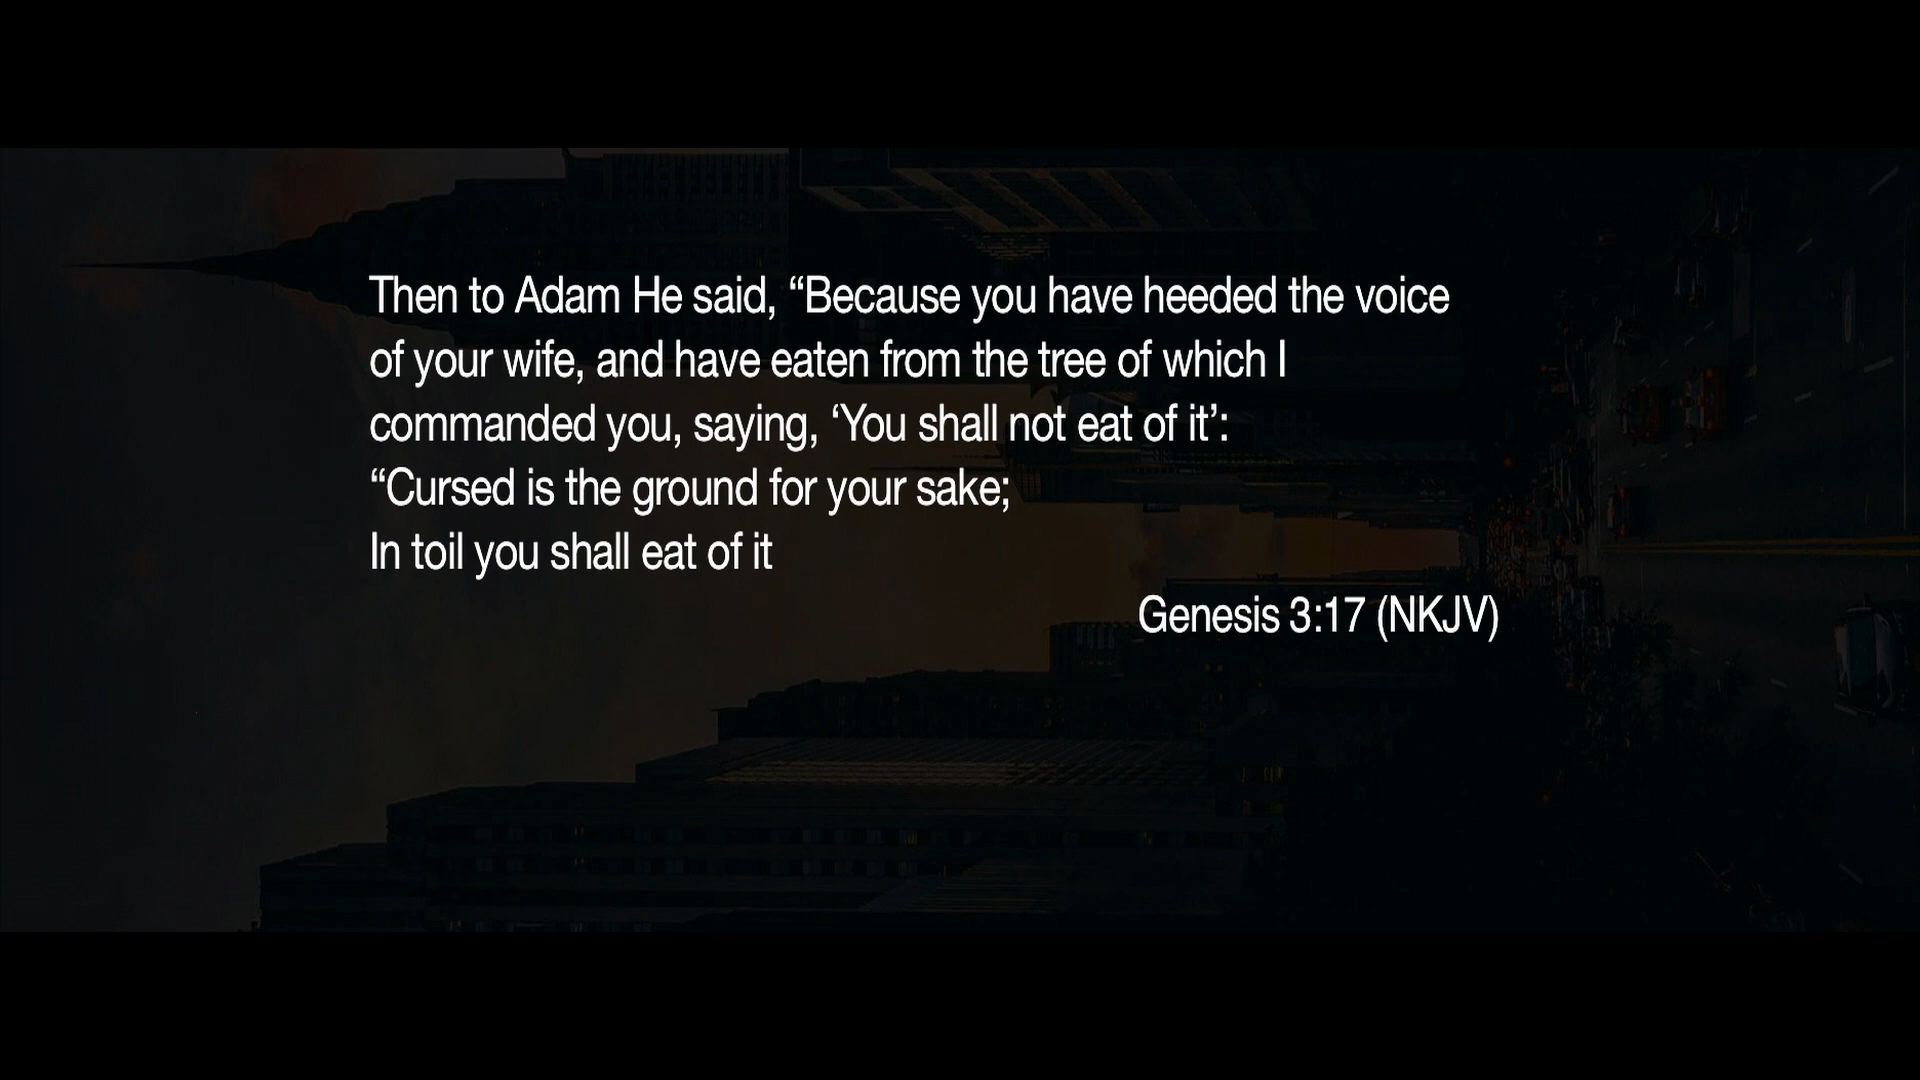 Then to Adam He said, “Because you have heeded the voice
of your wife, and have eaten from the tree of which I
commanded you, saying, ‘You shall not eat of it’:
“Cursed is the ground for your sake;
In toil you shall eat of it
Genesis 3:17 (NKJV)